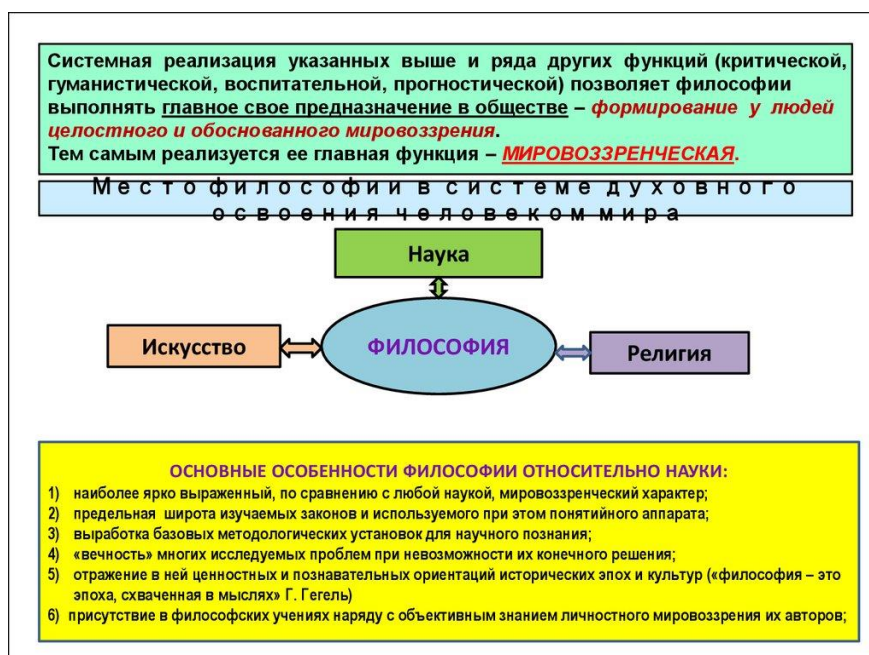 Системная реализация указанных выше и ряда других функций (критической,
гуманистической, воспитательной, прогностической) позволяет философии
выполнять главное свое предназначение в обществе – формирование у людей
целостного и обоснованного мировоззрения.
Тем самым реализуется ее главная функция – МИРОВОЗЗРЕНЧЕСКАЯ.
Место философии в системе духовного
освоения человеком мира
Наука
Искусство
ФИЛОСОФИЯ
Религия
ОСНОВНЫЕ ОСОБЕННОСТИ ФИЛОСОФИИ ОТНОСИТЕЛЬНО НАУКИ:
1) наиболее ярко выраженный, по сравнению с любой наукой, мировоззренческий характер;
2) предельная широта изучаемых законов и используемого при этом понятийного аппарата;
3) выработка базовых методологических установок для научного познания;
4) «вечность» многих исследуемых проблем при невозможности их конечного решения;
5) отражение в ней ценностных и познавательных ориентаций исторических эпох и культур («философия – это
эпоха, схваченная в мыслях» Г. Гегель)
6) присутствие в философских учениях наряду с объективным знанием личностного мировоззрения их авторов;